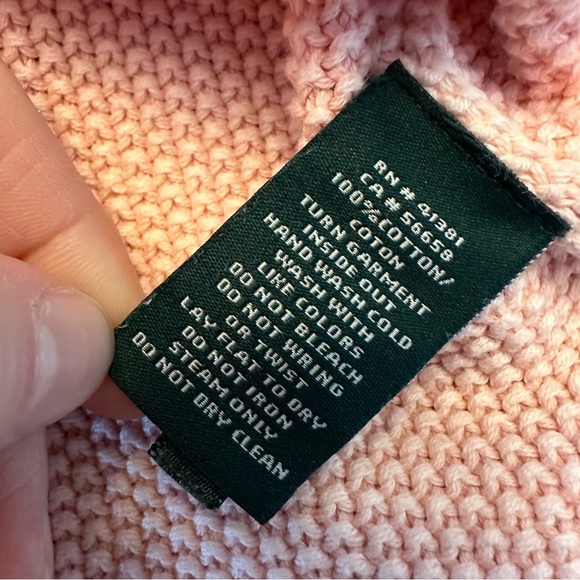 RN # 41381
CA # 56658
100% COTTON/
COTON
TURN GARMENT
INSIDE OUT
HAND WASH COLD
WASH WITH
LIKE COLORS
DO NOT BLEACH
DO NOT WRING
OR TWIST
LAY FLAT TO DRY
DO NOT IRON
STEAM ONLY
DO NOT DRY CLEAN